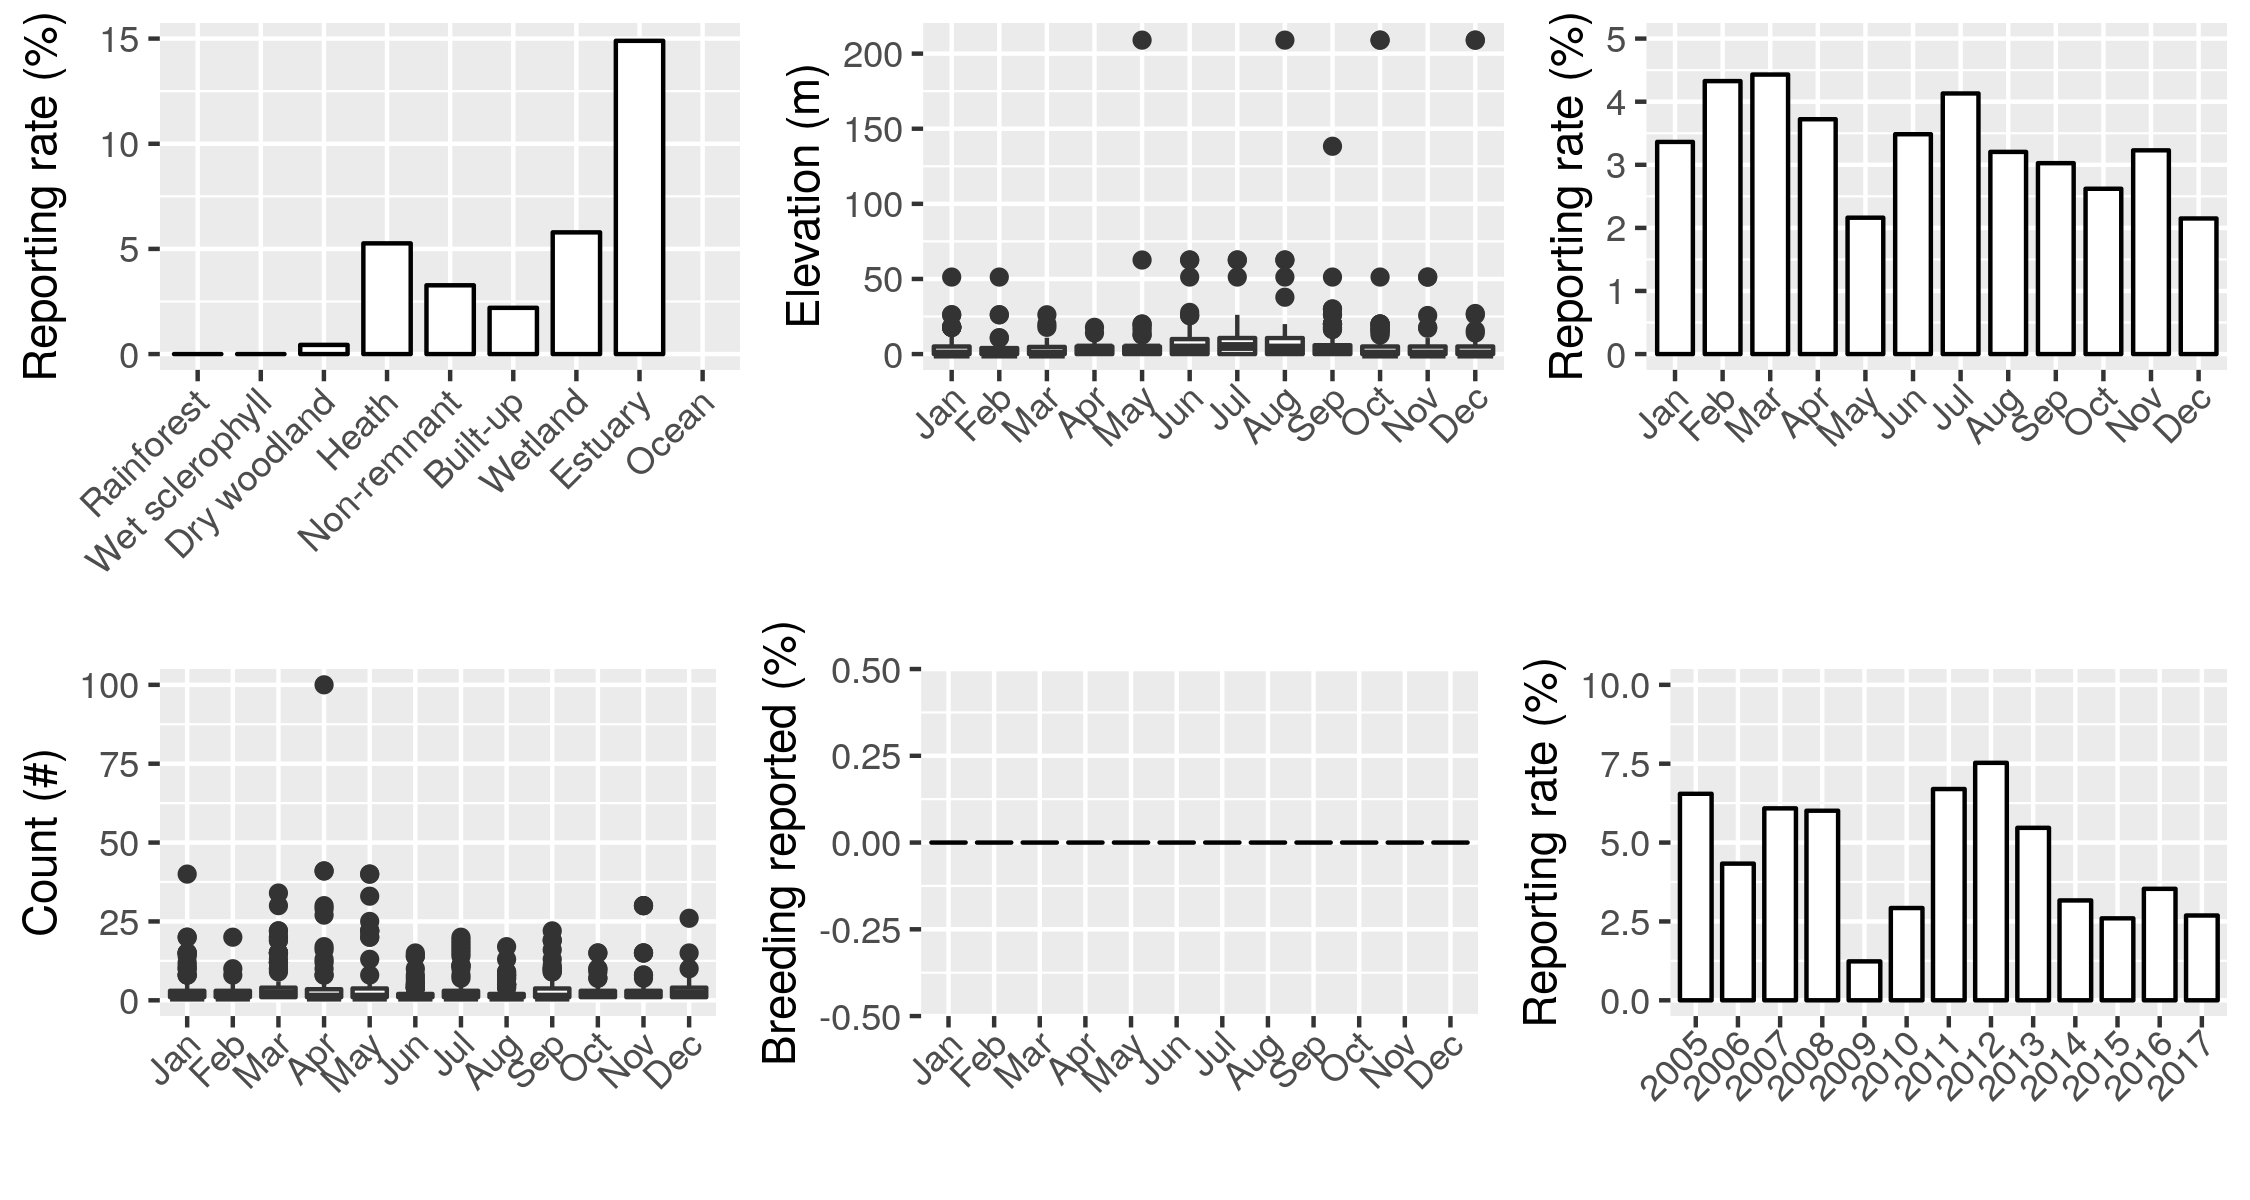 Reporting rate (%)
15
10
5
0
Rainforest
Wet sclerophyll
Dry woodland
Heath
Non-remnant
Built-up
Wetland
Estuary
Ocean
Elevation (m)
200
150
100
50
0
Jan
Feb
Mar
Apr
May
Jun
Jul
Aug
Sep
Oct
Nov
Dec
Reporting rate (%)
5
4
3
2
1
0
Jan
Feb
Mar
Apr
May
Jun
Jul
Aug
Sep
Oct
Nov
Dec
Count (#)
100
75
50
25
0
Jan
Feb
Mar
Apr
May
Jun
Jul
Aug
Sep
Oct
Nov
Dec
Breeding reported (%)
0.50
0.25
0.00
-0.25
-0.50
Jan
Feb
Mar
Apr
May
Jun
Jul
Aug
Sep
Oct
Nov
Dec
Reporting rate (%)
10.0
7.5
5.0
2.5
0.0
2005
2006
2007
2008
2009
2010
2011
2012
2013
2014
2015
2016
2017